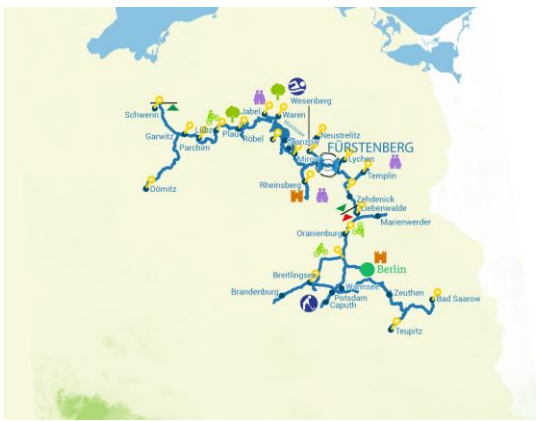 Wesenberg
Schwerin
Jabel
Waren
Garwitz
Lübz
Plau
Neustrelitz
Parchim
Röbel
FÜRSTENBERG
Mirow
Lychen
Templin
Dömitz
Rheinsberg
Zehdenick
Liebenwalde
Marienwerder
Oranienburg
Berlin
Breitlingsee
Wannsee
Brandenburg
Potsdam
Zeuthen
Bad Saarow
Caputh
Teupitz